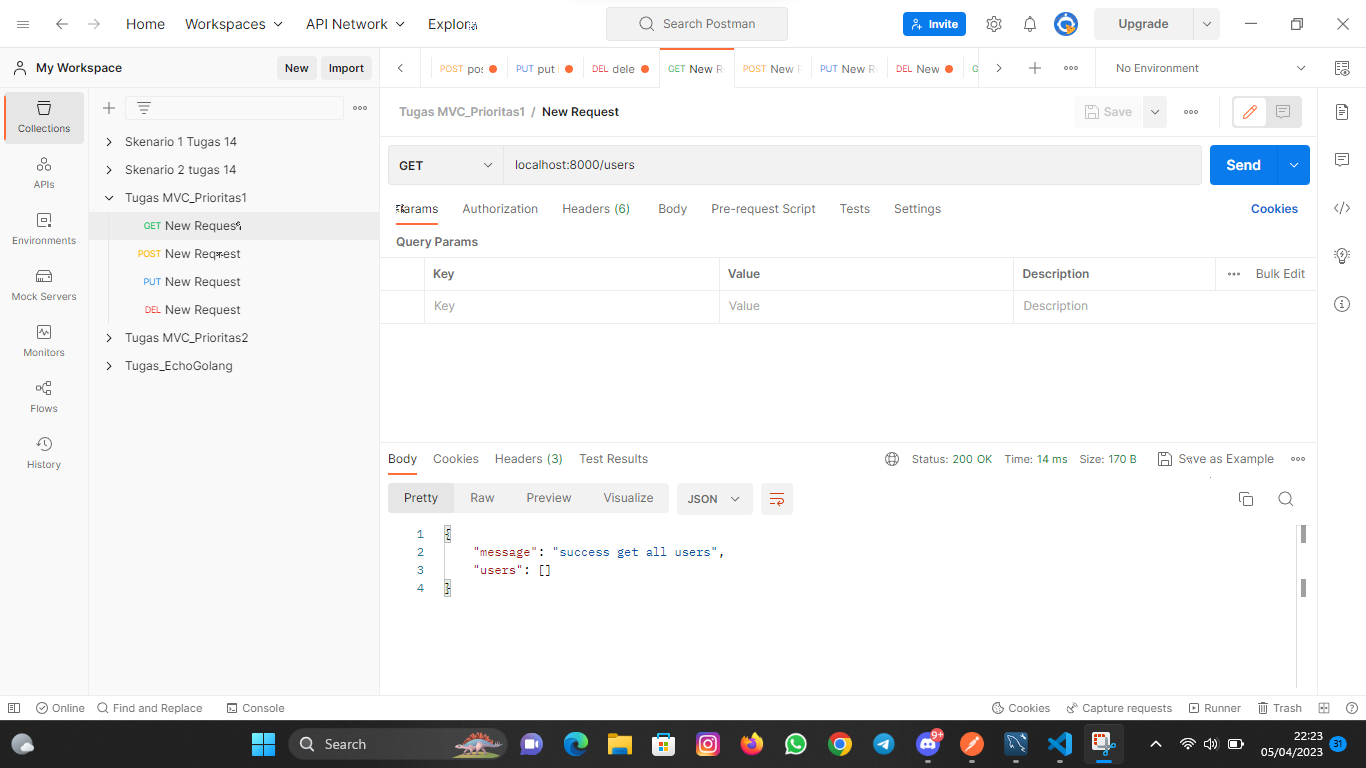 Home Workspaces API Network Explore Search Postman Invite Upgrade
My Workspace New Import POST pos PUT put DEL dele GET New R POST New R PUT New R DEL New G No Environment
Collections
APIs
Environments
Mock Servers
Monitors
Flows
History
Skenario 1 Tugas 14
Skenario 2 tugas 14
Tugas MVC_Prioritas1
GET New Request
POST New Request
PUT New Request
DEL New Request
Tugas MVC_Prioritas2
Tugas_EchoGolang
Tugas MVC_Prioritas1 / New Request Save
GET localhost:8000/users Send
Params Authorization Headers (6) Body Pre-request Script Tests Settings Cookies
Query Params
Key Value Description Bulk Edit
Key Value Description
Body Cookies Headers (3) Test Results Status: 200 OK Time: 14 ms Size: 170 B Save as Example
Pretty Raw Preview Visualize JSON
1 {
2 "message": "success get all users",
3 "users": []
4 }
Online Find and Replace Console Cookies Capture requests Runner Trash
Search 9+ 22:23
05/04/2023 31